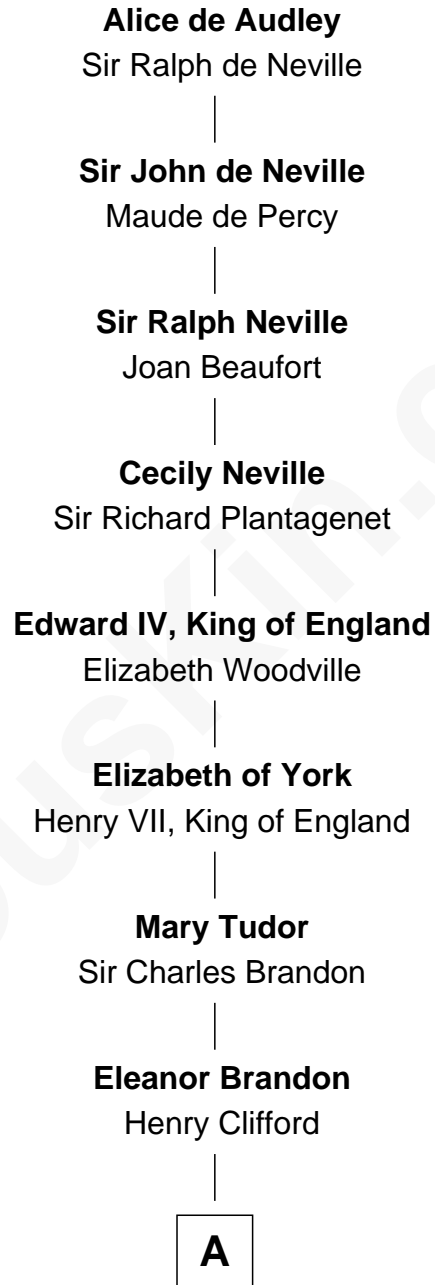 Alice de Audley
Sir Ralph de Neville
Sir John de Neville
Maude de Percy
Sir Ralph Neville
Joan Beaufort
Cecily Neville
Sir Richard Plantagenet
Edward IV, King of England
Elizabeth Woodville
Elizabeth of York
Henry VII, King of England
Mary Tudor
Sir Charles Brandon
Eleanor Brandon
Henry Clifford
A